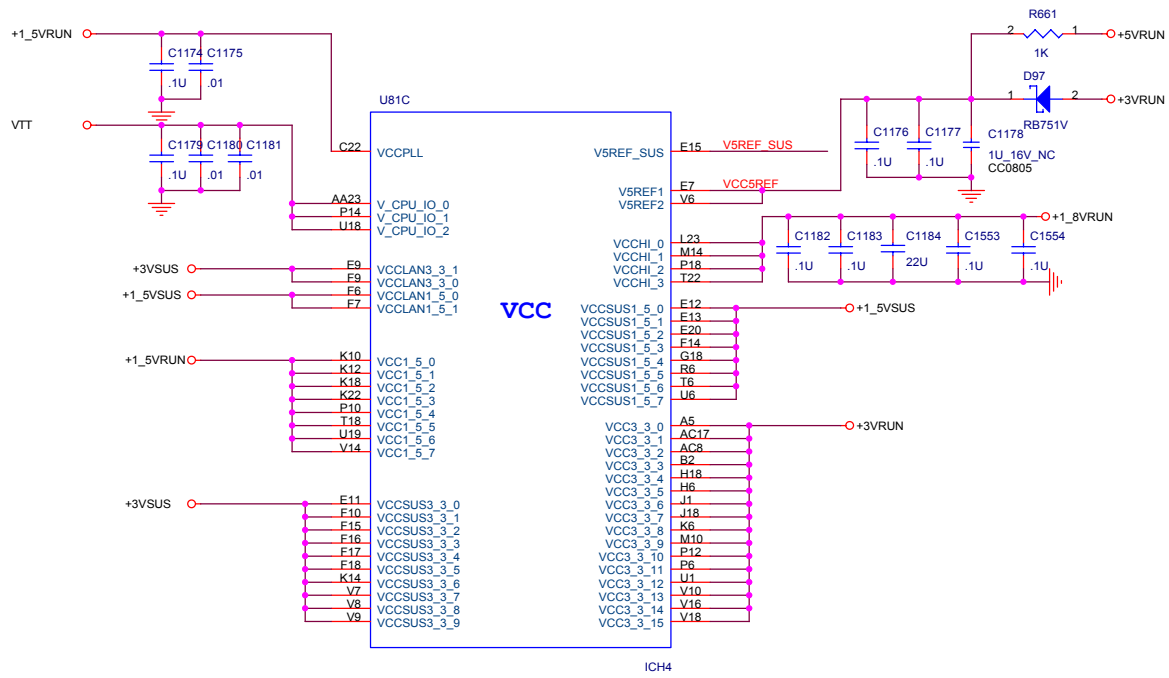 +1_5VRUN
C1174
C1175
.1U
.01
VTT
C1179
C1180
C1181
.1U
.01
.01
U81C
R661
2
1
1K
+5VRUN
D97
1
2
RB751V
+3VRUN
C1176
.1U
C1177
.1U
C1178
1U_16V_NC
CC0805
C22
VCCPLL
AA23
V_CPU_IO_0
P14
V_CPU_IO_1
U18
V_CPU_IO_2
+3VSUS
E9
VCCLAN3_3_1
F9
VCCLAN3_3_0
+1_5VSUS
F6
VCCLAN1_5_0
F7
VCCLAN1_5_1
+1_5VRUN
K10
VCC1_5_0
K12
VCC1_5_1
K18
VCC1_5_2
K22
VCC1_5_3
P10
VCC1_5_4
T18
VCC1_5_5
U19
VCC1_5_6
V14
VCC1_5_7
+3VSUS
E11
VCCSUS3_3_0
F10
VCCSUS3_3_1
F15
VCCSUS3_3_2
F16
VCCSUS3_3_3
F17
VCCSUS3_3_4
F18
VCCSUS3_3_5
K14
VCCSUS3_3_6
V7
VCCSUS3_3_7
V8
VCCSUS3_3_8
V9
VCCSUS3_3_9
VCC
V5REF_SUS
E15
V5REF_SUS
V5REF1
E7
VCC5REF
V5REF2
V6
VCCHI_0
L23
VCCHI_1
M14
VCCHI_2
P18
VCCHI_3
T22
+1_8VRUN
C1182
.1U
C1183
.1U
C1184
22U
C1553
.1U
C1554
.1U
VCCSUS1_5_0
E12
+1_5VSUS
VCCSUS1_5_1
E13
VCCSUS1_5_2
E20
VCCSUS1_5_3
F14
VCCSUS1_5_4
G18
VCCSUS1_5_5
R6
VCCSUS1_5_6
T6
VCCSUS1_5_7
U6
VCC3_3_0
A5
+3VRUN
VCC3_3_1
AC17
VCC3_3_2
AC8
VCC3_3_3
B2
VCC3_3_4
H18
VCC3_3_5
H6
VCC3_3_6
J1
VCC3_3_7
J18
VCC3_3_8
K6
VCC3_3_9
M10
VCC3_3_10
P12
VCC3_3_11
P6
VCC3_3_12
U1
VCC3_3_13
V10
VCC3_3_14
V16
VCC3_3_15
V18
ICH4